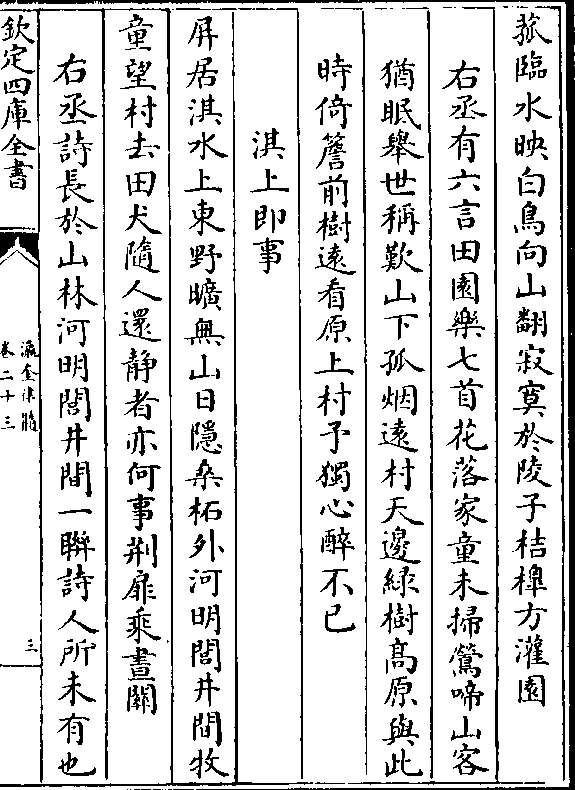 菰臨水映白鳥向山翻寂寞於陵子桔橰方灌園
右丞有六言田園樂七首花落家童未掃鶯啼山客
猶眠舉世稱歎山下孤烟逺村天邊緑樹髙原與此
時倚簷前樹逺看原上村予獨心醉不已
淇上即事
屏居淇水上東野曠無山日隱桑柘外河明閭井間牧
童望村去田犬隨人還静者亦何事荆扉乘晝關
右丞詩長於山林河明閭井間一聯詩人所未有也
欽定四庫全書
瀛奎律髓
卷二十三
三